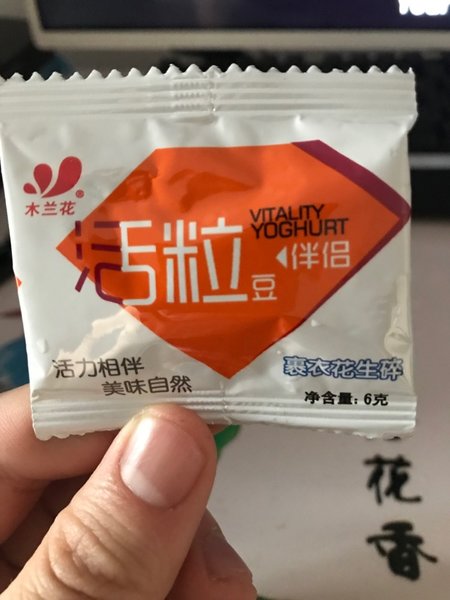 木兰花®
VITALITY
YOGHURT
活粒豆
伴侣
活力相伴
美味自然
裹衣花生碎
净含量: 6克
花
香